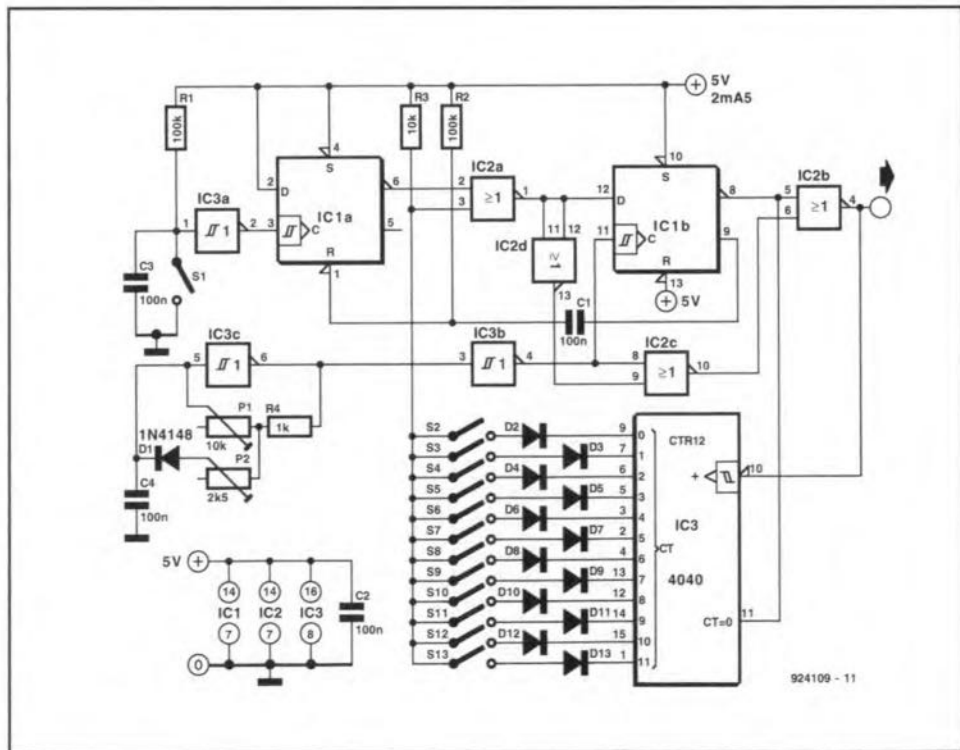 5V
2mA5
R1
100k
R3
10k
R2
100k
4
S
2
D
IC1a
6
5
3
C
R
1
IC3a
1
1
2
C3
100n
S1
IC2a
2
3
≥1
1
11
12
IC2d
≥1
13
10
S
12
D
IC1b
8
11
C
9
R
13
5V
C1
100n
IC2b
5
6
≥1
4
IC3c
5
1
6
P1
10k
R4
1k
1N4148
D1
P2
2k5
C4
100n
IC3b
3
1
4
IC2c
8
9
≥1
10
S2
D2
9
0
CTR12
S3
D3
7
1
S4
D4
6
2
S5
D5
5
3
S6
D6
3
4
S7
D7
2
5
S8
D8
4
6
S9
D9
13
7
S10
D10
12
8
S11
D11
14
9
S12
D12
15
10
S13
D13
1
11
+
10
IC3
CT
4040
CT=0
11
5V
+
14
14
16
IC1
IC2
IC3
7
7
8
0
C2
100n
924109 - 11